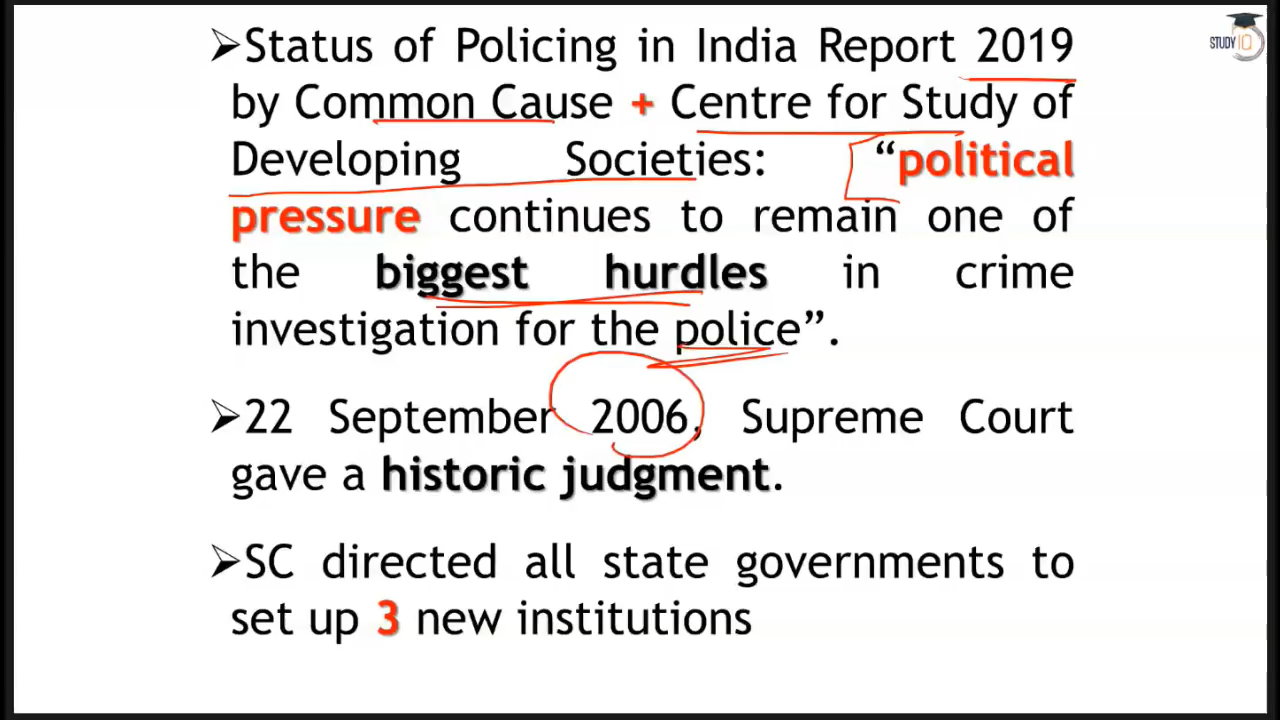 ➢Status of Policing in India Report 2019
by Common Cause + Centre for Study of
Developing Societies: “political
pressure continues to remain one of
the biggest hurdles in crime
investigation for the police”.
➢22 September 2006, Supreme Court
gave a historic judgment.
➢SC directed all state governments to
set up 3 new institutions
STUDY IQ